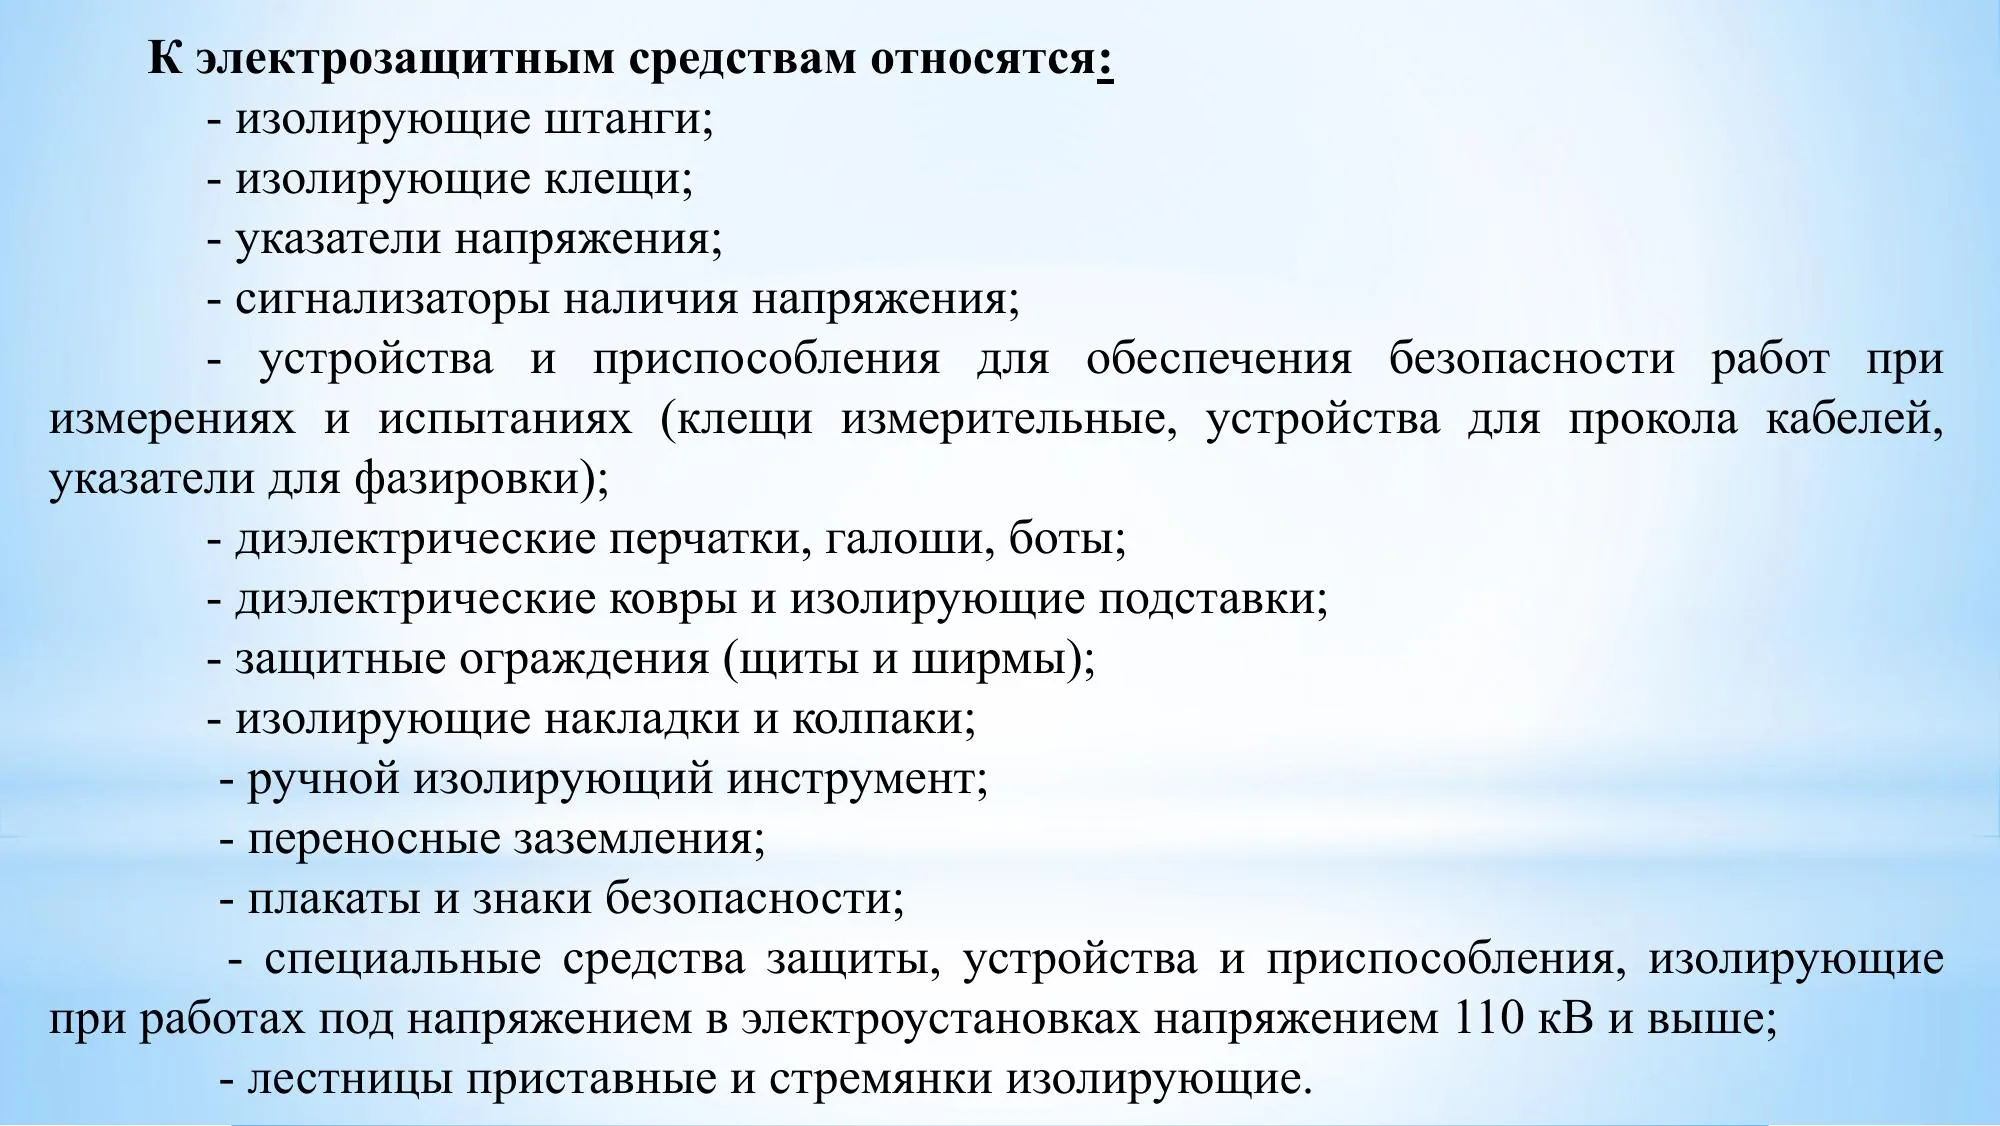 К электрозащитным средствам относятся:
- изолирующие штанги;
- изолирующие клещи;
- указатели напряжения;
- сигнализаторы наличия напряжения;
- устройства и приспособления для обеспечения безопасности работ при
измерениях и испытаниях (клещи измерительные, устройства для прокола кабелей,
указатели для фазировки);
- диэлектрические перчатки, галоши, боты;
- диэлектрические ковры и изолирующие подставки;
- защитные ограждения (щиты и ширмы);
- изолирующие накладки и колпаки;
- ручной изолирующий инструмент;
- переносные заземления;
- плакаты и знаки безопасности;
- специальные средства защиты, устройства и приспособления, изолирующие
при работах под напряжением в электроустановках напряжением 110 кВ и выше;
- лестницы приставные и стремянки изолирующие.